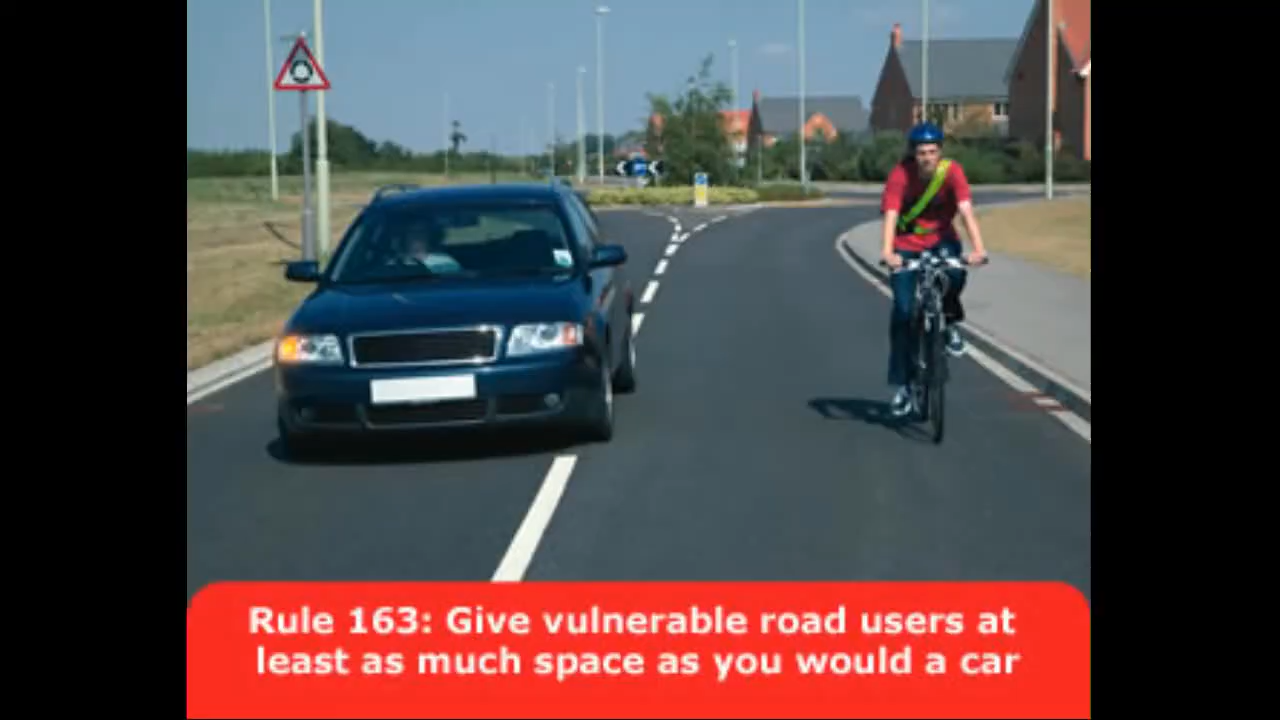 Rule 163: Give vulnerable road users at
least as much space as you would a car